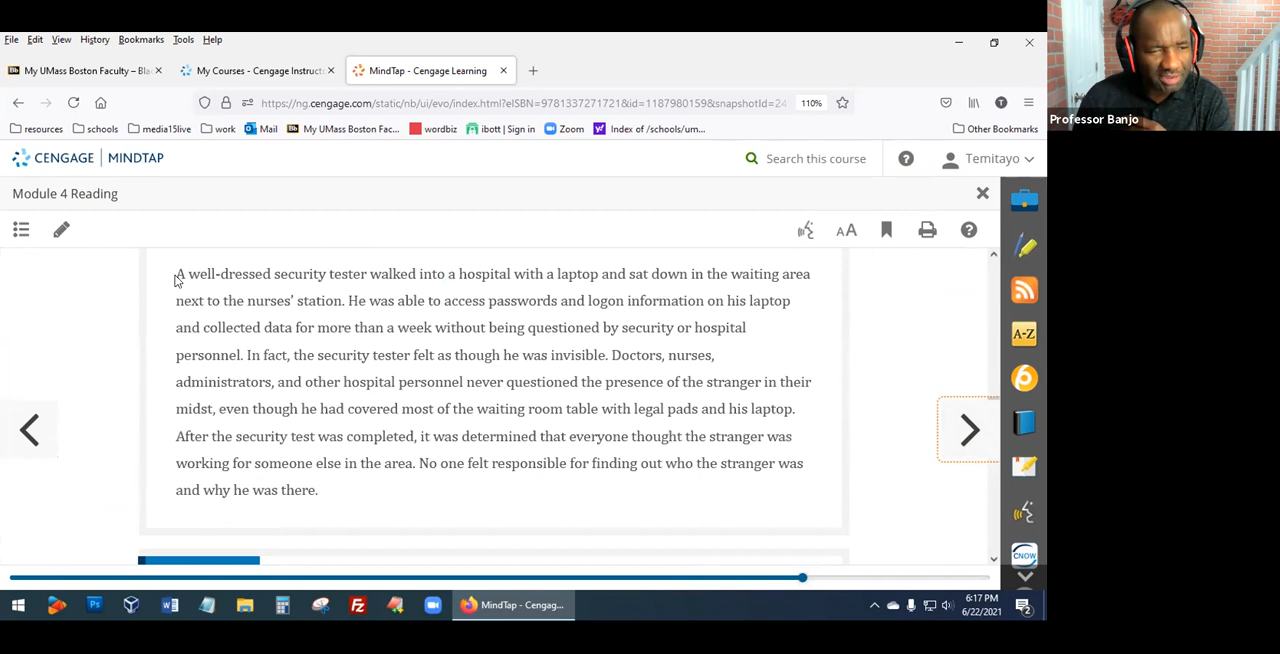 File Edit View History Bookmarks Tools Help
My UMass Boston Faculty – Bla
My Courses - Cengage Instruct
MindTap - Cengage Learning
https://ng.cengage.com/static/nb/ui/evo/index.html?eISBN=9781337271721&id=1187980159&snapshotId=24
110%
resources schools media15live work Mail My UMass Boston Fac... wordbiz ibott | Sign in Zoom Index of /schools/um... Other Bookmarks
CENGAGE | MINDTAP
Search this course
Temitayo
Module 4 Reading
AA
A well-dressed security tester walked into a hospital with a laptop and sat down in the waiting area
next to the nurses' station. He was able to access passwords and logon information on his laptop
and collected data for more than a week without being questioned by security or hospital
personnel. In fact, the security tester felt as though he was invisible. Doctors, nurses,
administrators, and other hospital personnel never questioned the presence of the stranger in their
midst, even though he had covered most of the waiting room table with legal pads and his laptop.
After the security test was completed, it was determined that everyone thought the stranger was
working for someone else in the area. No one felt responsible for finding out who the stranger was
and why he was there.
A-Z
CNOW
MindTap - Cengag...
6:17 PM
6/22/2021
2
Professor Banjo